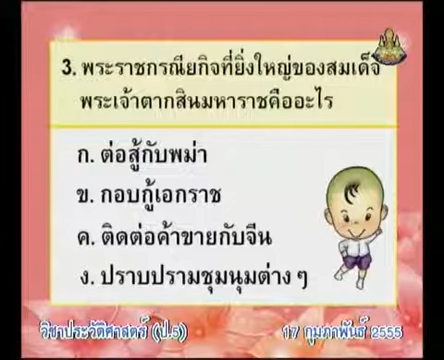 3. พระราชกรณียกิจที่ยิ่งใหญ่ของสมเด็จ
พระเจ้าตากสินมหาราชคืออะไร
ก. ต่อสู้กับพม่า
ข. กอบกู้เอกราช
ค. ติดต่อค้าขายกับจีน
ง. ปราบปรามชุมนุมต่าง ๆ
วิชาประวัติศาสตร์ (ป.5)
17 กุมภาพันธ์ 2555